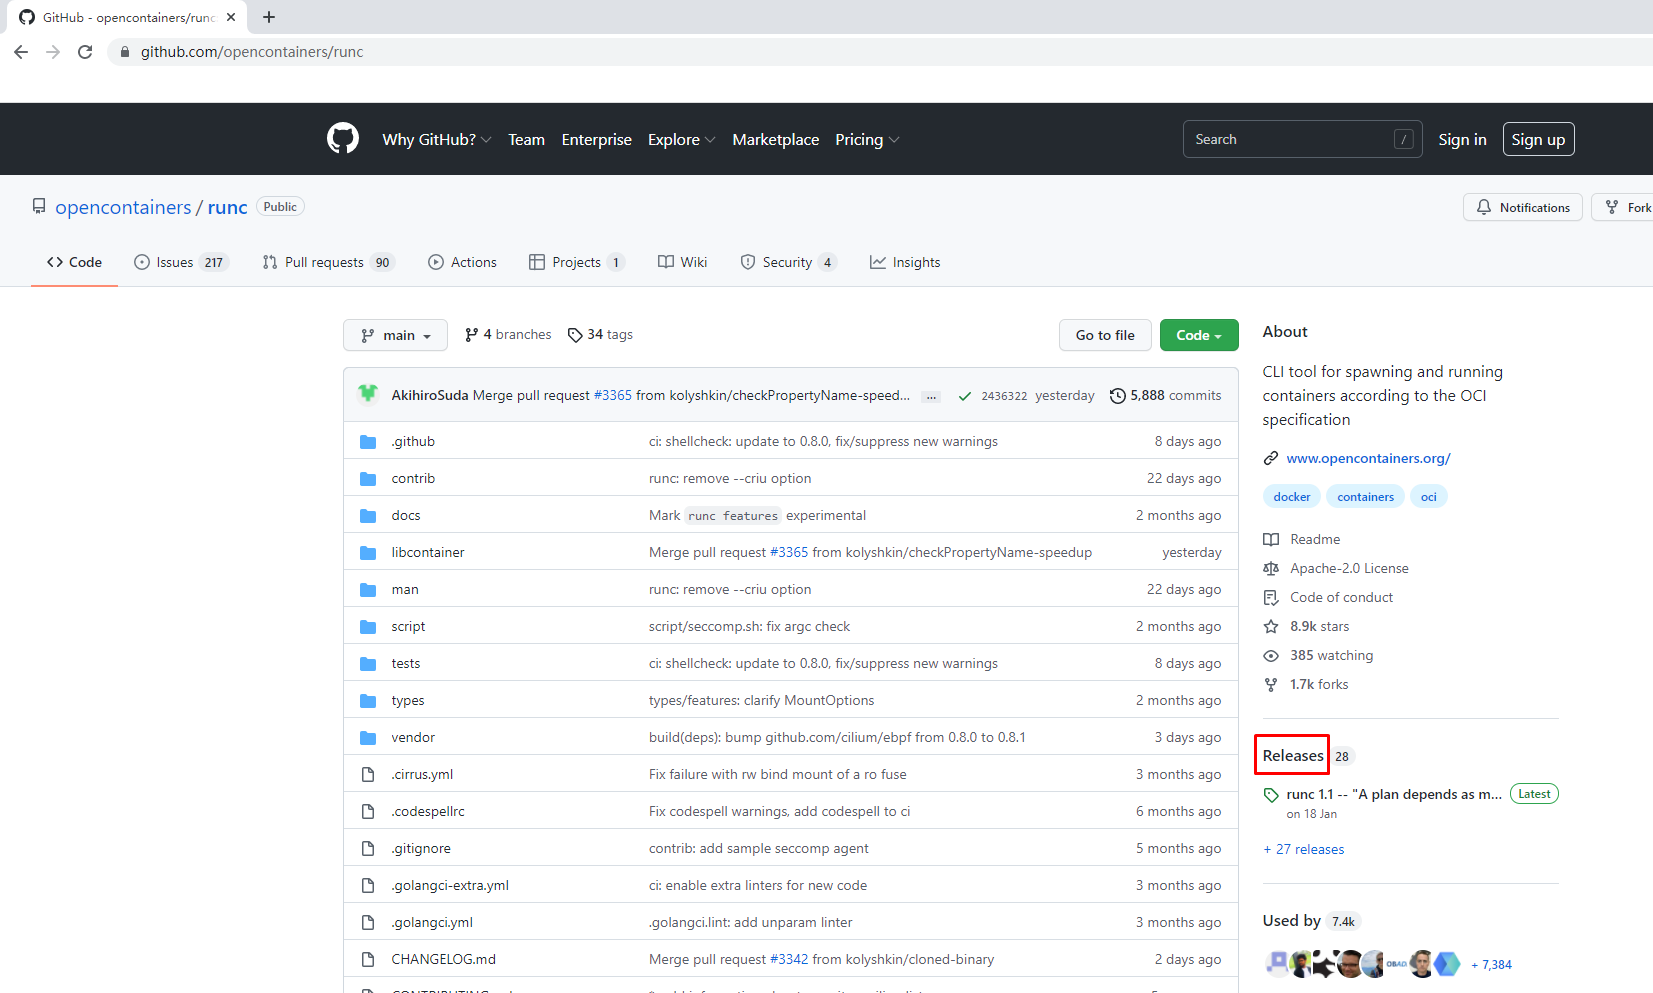 GitHub - opencontainers/runc
github.com/opencontainers/runc
Why GitHub? Team Enterprise Explore Marketplace Pricing Search / Sign in Sign up
opencontainers / runc Public Notifications Fork
Code Issues 217 Pull requests 90 Actions Projects 1 Wiki Security 4 Insights
main 4 branches 34 tags Go to file Code
AkihiroSuda Merge pull request #3365 from kolyshkin/checkPropertyName-speed... ... 2436322 yesterday 5,888 commits
.github ci: shellcheck: update to 0.8.0, fix/suppress new warnings 8 days ago
contrib runc: remove --criu option 22 days ago
docs Mark runc features experimental 2 months ago
libcontainer Merge pull request #3365 from kolyshkin/checkPropertyName-speedup yesterday
man runc: remove --criu option 22 days ago
script script/seccomp.sh: fix argc check 2 months ago
tests ci: shellcheck: update to 0.8.0, fix/suppress new warnings 8 days ago
types types/features: clarify MountOptions 2 months ago
vendor build(deps): bump github.com/cilium/ebpf from 0.8.0 to 0.8.1 3 days ago
.cirrus.yml Fix failure with rw bind mount of a ro fuse 3 months ago
.codespellrc Fix codespell warnings, add codespell to ci 6 months ago
.gitignore contrib: add sample seccomp agent 5 months ago
.golangci-extra.yml ci: enable extra linters for new code 3 months ago
.golangci.yml .golangci.lint: add unparam linter 3 months ago
CHANGELOG.md Merge pull request #3342 from kolyshkin/cloned-binary 2 days ago
About
CLI tool for spawning and running
containers according to the OCI
specification
www.opencontainers.org/
docker containers oci
Readme
Apache-2.0 License
Code of conduct
8.9k stars
385 watching
1.7k forks
Releases 28
runc 1.1 -- "A plan depends as m... Latest
on 18 Jan
+ 27 releases
Used by 7.4k
+ 7,384